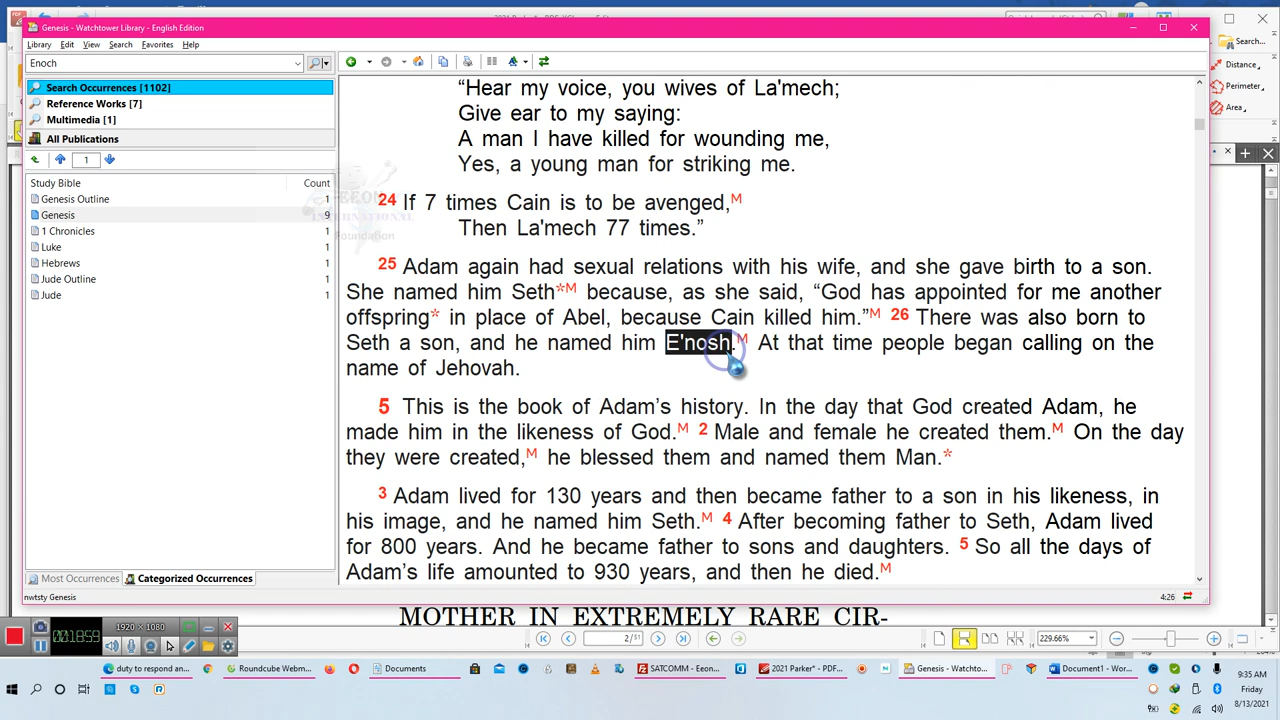 Genesis - Watchtower Library - English Edition
Library Edit View Search Favorites Help
Search...
Enoch
Distance
Search Occurrences [1102]
Perimeter
Reference Works [7]
Area
Multimedia [1]
All Publications
1
Study Bible Count
Genesis Outline 1
Genesis 9
1 Chronicles 1
Luke 1
Hebrews 1
Jude Outline 1
Jude 1
Most Occurrences Categorized Occurrences
nwtsty Genesis
“Hear my voice, you wives of La'mech;
Give ear to my saying:
A man I have killed for wounding me,
Yes, a young man for striking me.
24 If 7 times Cain is to be avenged,M
Then La'mech 77 times.”
25 Adam again had sexual relations with his wife, and she gave birth to a son.
She named him Seth*M because, as she said, “God has appointed for me another
offspring* in place of Abel, because Cain killed him.”M 26 There was also born to
Seth a son, and he named him E'nosh.M At that time people began calling on the
name of Jehovah.
5 This is the book of Adam’s history. In the day that God created Adam, he
made him in the likeness of God.M 2 Male and female he created them.M On the day
they were created,M he blessed them and named them Man.*
3 Adam lived for 130 years and then became father to a son in his likeness, in
his image, and he named him Seth.M 4 After becoming father to Seth, Adam lived
for 800 years. And he became father to sons and daughters. 5 So all the days of
Adam’s life amounted to 930 years, and then he died.M
4:26
INTERNATIONAL
Foundation
MOTHER IN EXTREMELY RARE CIR-
1920 × 1080
2 / 51
229.66%
duty to respond an...
Roundcube Webm...
Documents
SATCOMM - Eeon...
2021 Parker* - PDF...
Genesis - Watchto...
Document1 - Wor...
9:35 AM
Friday
8/13/2021